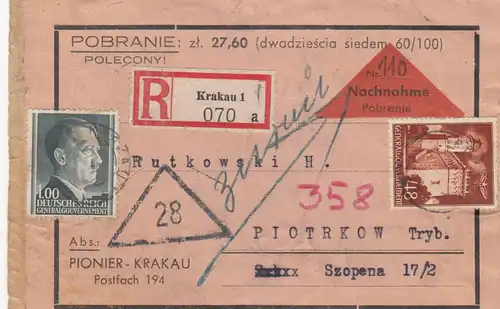 POBRANIE: zł. 27,60 (dwadzieścia siedem 60/100)
POLECONY!
R
Krakau 1
070 a
Nr. 110
Nachnahme
Pobranie
Rutkowski H.
1.00
DEUTSCHES REICH
GENERALGOUVERNEMENT
28
358
GENERALGOUVERNEMENT
48
PIOTRKOW Tryb.
Szopena 17/2
Abs:
PIONIER-KRAKAU
Postfach 194